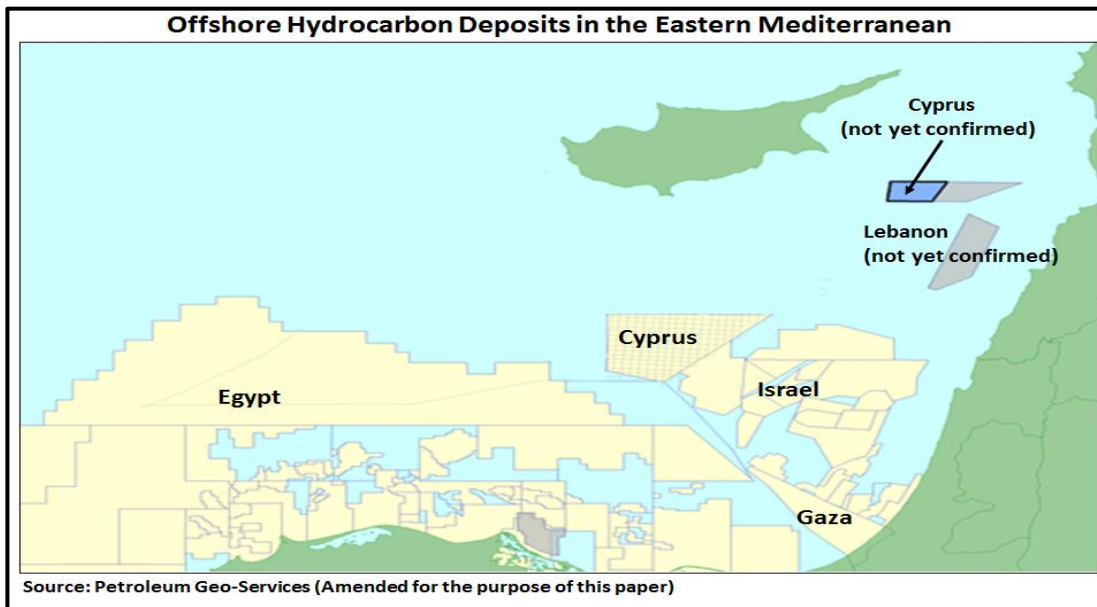 Offshore Hydrocarbon Deposits in the Eastern Mediterranean
Cyprus
(not yet confirmed)
Lebanon
(not yet confirmed)
Cyprus
Egypt
Israel
Gaza
Source: Petroleum Geo-Services (Amended for the purpose of this paper)